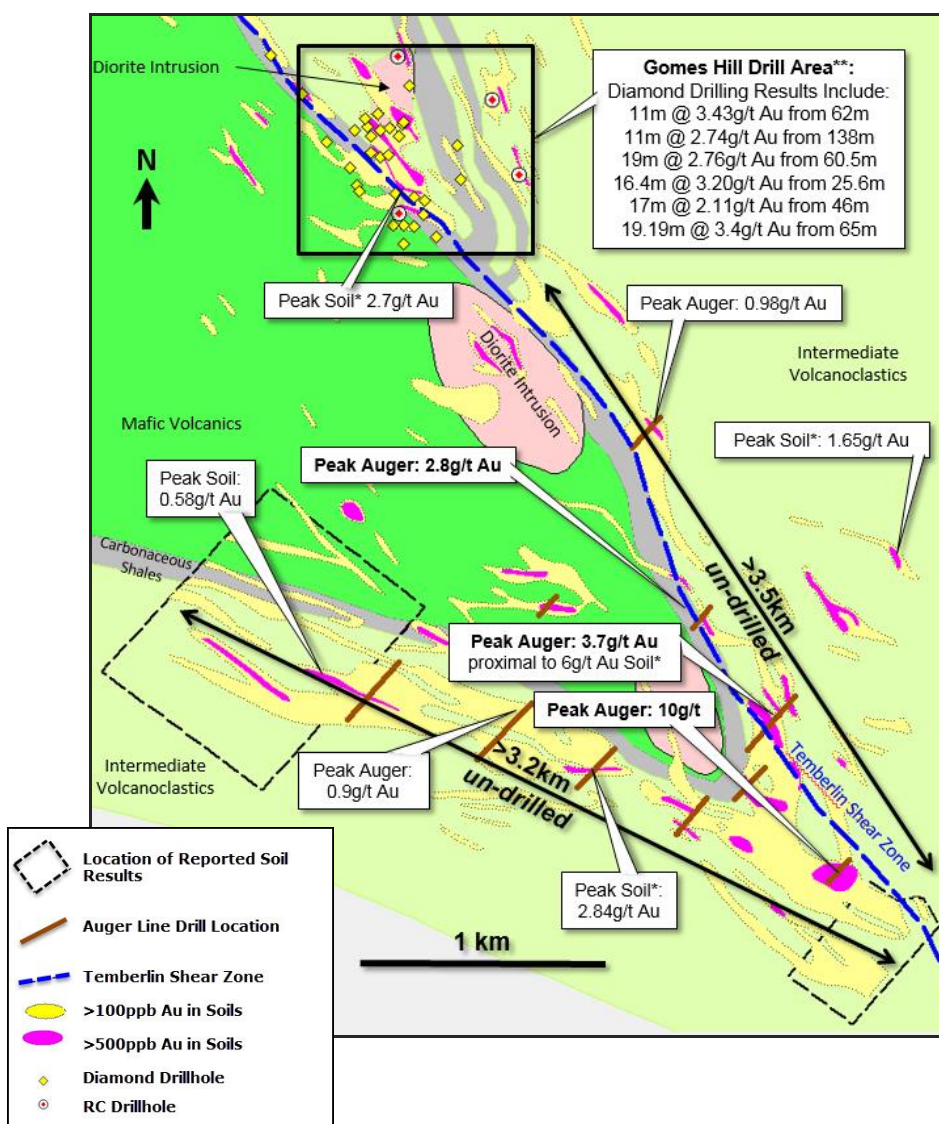 Diorite Intrusion
Gomes Hill Drill Area**:
Diamond Drilling Results Include:
11m @ 3.43g/t Au from 62m
11m @ 2.74g/t Au from 138m
19m @ 2.76g/t Au from 60.5m
16.4m @ 3.20g/t Au from 25.6m
17m @ 2.11g/t Au from 46m
19.19m @ 3.4g/t Au from 65m
N
Peak Soil* 2.7g/t Au
Peak Auger: 0.98g/t Au
Intermediate
Volcanoclastics
Diorite Intrusion
Mafic Volcanics
Peak Soil*: 1.65g/t Au
Peak Auger: 2.8g/t Au
Peak Soil:
0.58g/t Au
Carbonaceous
Shales
>3.5km
un-drilled
Peak Auger: 3.7g/t Au
proximal to 6g/t Au Soil*
Peak Auger: 10g/t
Intermediate
Volcanoclastics
Peak Auger:
0.9g/t Au
>3.2km
un-drilled
Temberlin Shear Zone
Peak Soil*:
2.84g/t Au
1 km
Location of Reported Soil
Results
Auger Line Drill Location
Temberlin Shear Zone
>100ppb Au in Soils
>500ppb Au in Soils
Diamond Drillhole
RC Drillhole